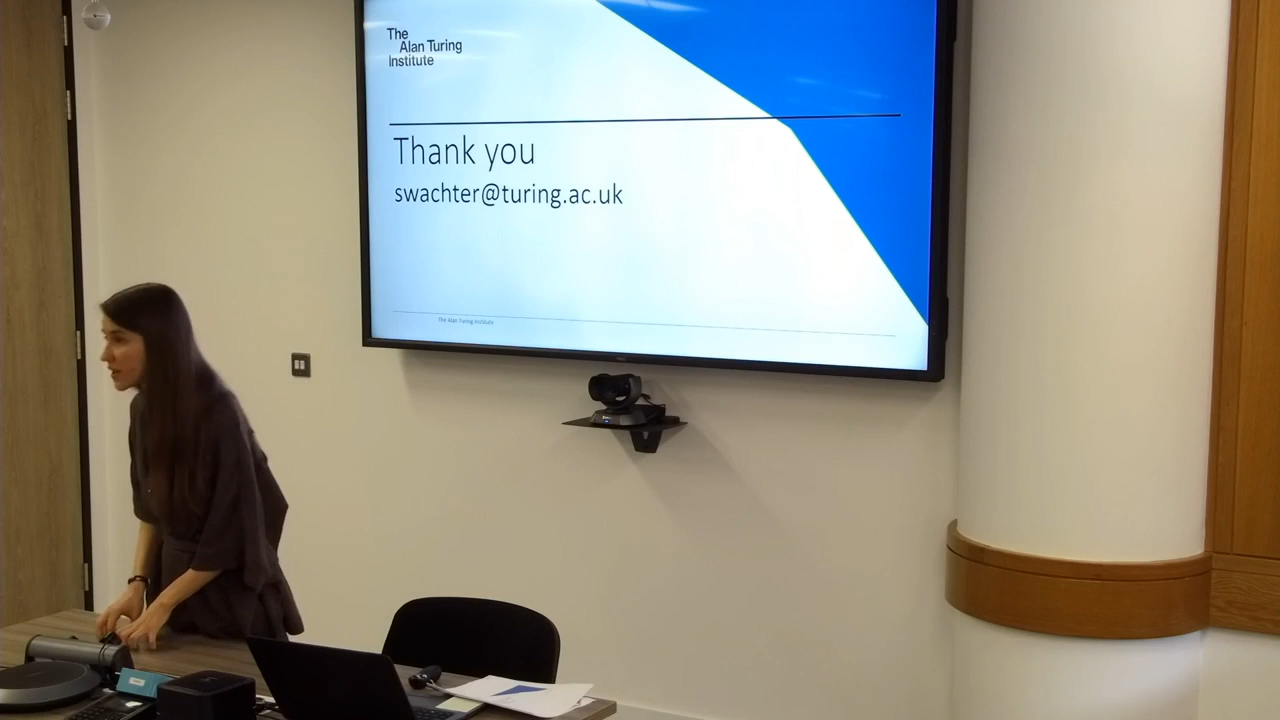 The
Alan Turing
Institute
Thank you
swachter@turing.ac.uk
The Alan Turing Institute